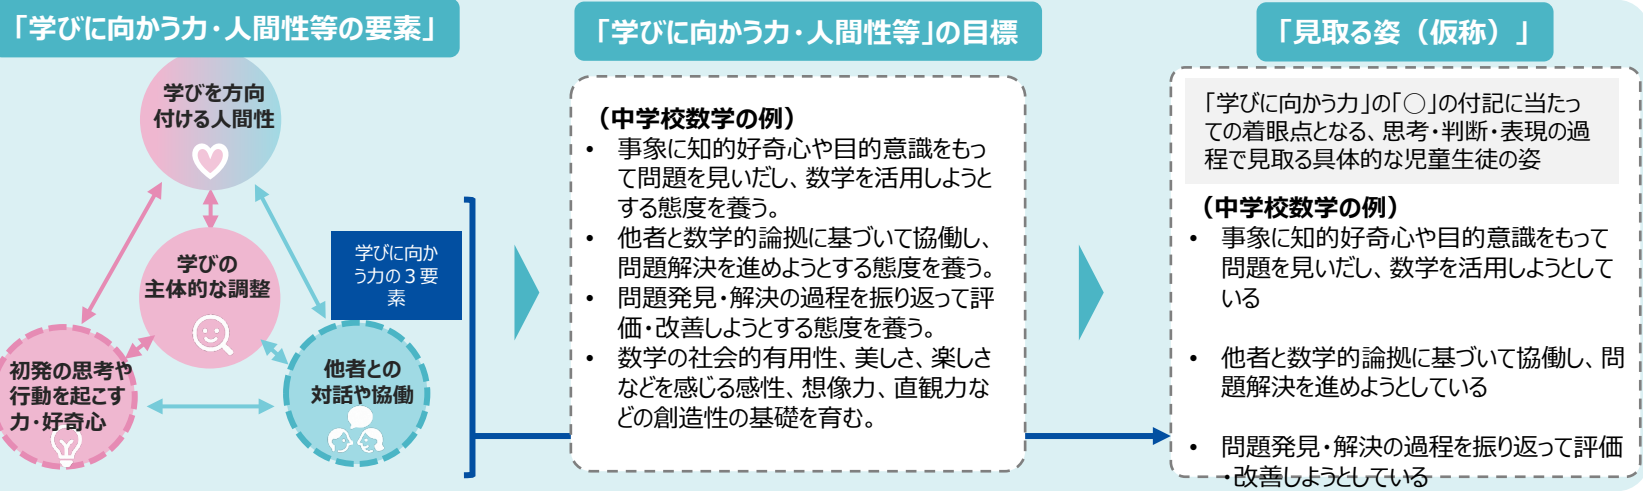 「学びに向かう力・人間性等の要素」
学びを方向
付ける人間性
学びの
主体的な調整
初発の思考や
行動を起こす
力・好奇心
他者との
対話や協働
学びに向か
う力の３要
素
「学びに向かう力・人間性等」の目標
（中学校数学の例）
• 事象に知的好奇心や目的意識をもっ
て問題を見いだし、数学を活用しようと
する態度を養う。
• 他者と数学的論拠に基づいて協働し、
問題解決を進めようとする態度を養う。
• 問題発見・解決の過程を振り返って評
価・改善しようとする態度を養う。
• 数学の社会的有用性、美しさ、楽しさ
などを感じる感性、想像力、直観力な
どの創造性の基礎を育む。
「見取る姿（仮称）」
「学びに向かう力」の「○」の付記に当たっ
ての着眼点となる、思考・判断・表現の過
程で見取る具体的な児童生徒の姿
（中学校数学の例）
• 事象に知的好奇心や目的意識をもって
問題を見いだし、数学を活用しようとして
いる
• 他者と数学的論拠に基づいて協働し、問
題解決を進めようとしている
• 問題発見・解決の過程を振り返って評価
・改善しようとしている